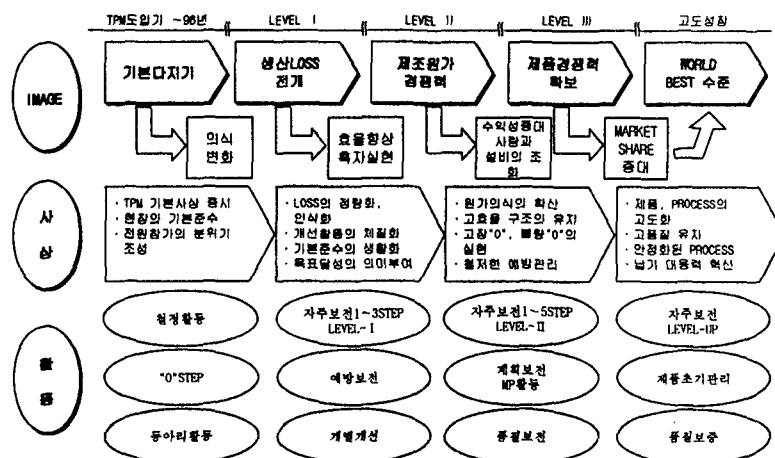 TPM도입기 ~96년
LEVEL Ⅰ
LEVEL Ⅱ
LEVEL Ⅲ
고도성장
IMAGE
기본다지기
생산LOSS
전개
제조원가
경쟁력
제품경쟁력
확보
WORLD
BEST 수준
의식
변화
효율향상
흑자실현
수익성증대
사람과
설비의 조
화
MARKET
SHARE
증대
사
상
· TPM 기본사상 중시
· 현장의 기본준수
· 전원참가의 분위기
조성
· LOSS의 정량화,
인식화
· 개선활동의 체질화
· 기본준수의 생활화
· 목표달성의 의미부여
· 원가의식의 확산
· 고효율 구조의 유지
· 고장"0", 불량"0"의
실현
· 철저한 예방관리
· 제품, PROCESS의
고도화
· 고품질 유지
· 안정화된 PROCESS
· 납기 대응력 혁신
활
동
청정활동
자주보전1~3STEP
LEVEL-Ⅰ
자주보전1~5STEP
LEVEL-Ⅱ
자주보전
LEVEL-UP
"0"STEP
예방보전
계획보전
MP활동
제품초기관리
동아리활동
개별개선
품질보전
품질보증